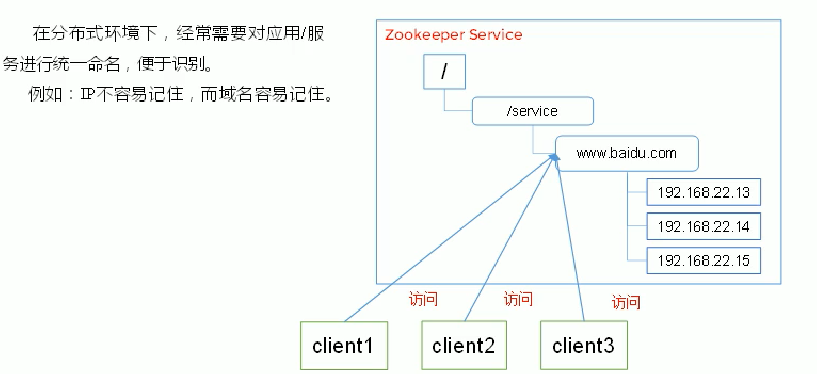 在分布式环境下，经常需要对应用/服
务进行统一命名，便于识别。
例如：IP不容易记住，而域名容易记住。
Zookeeper Service
/
/service
www.baidu.com
192.168.22.13
192.168.22.14
192.168.22.15
访问
访问
访问
client1
client2
client3